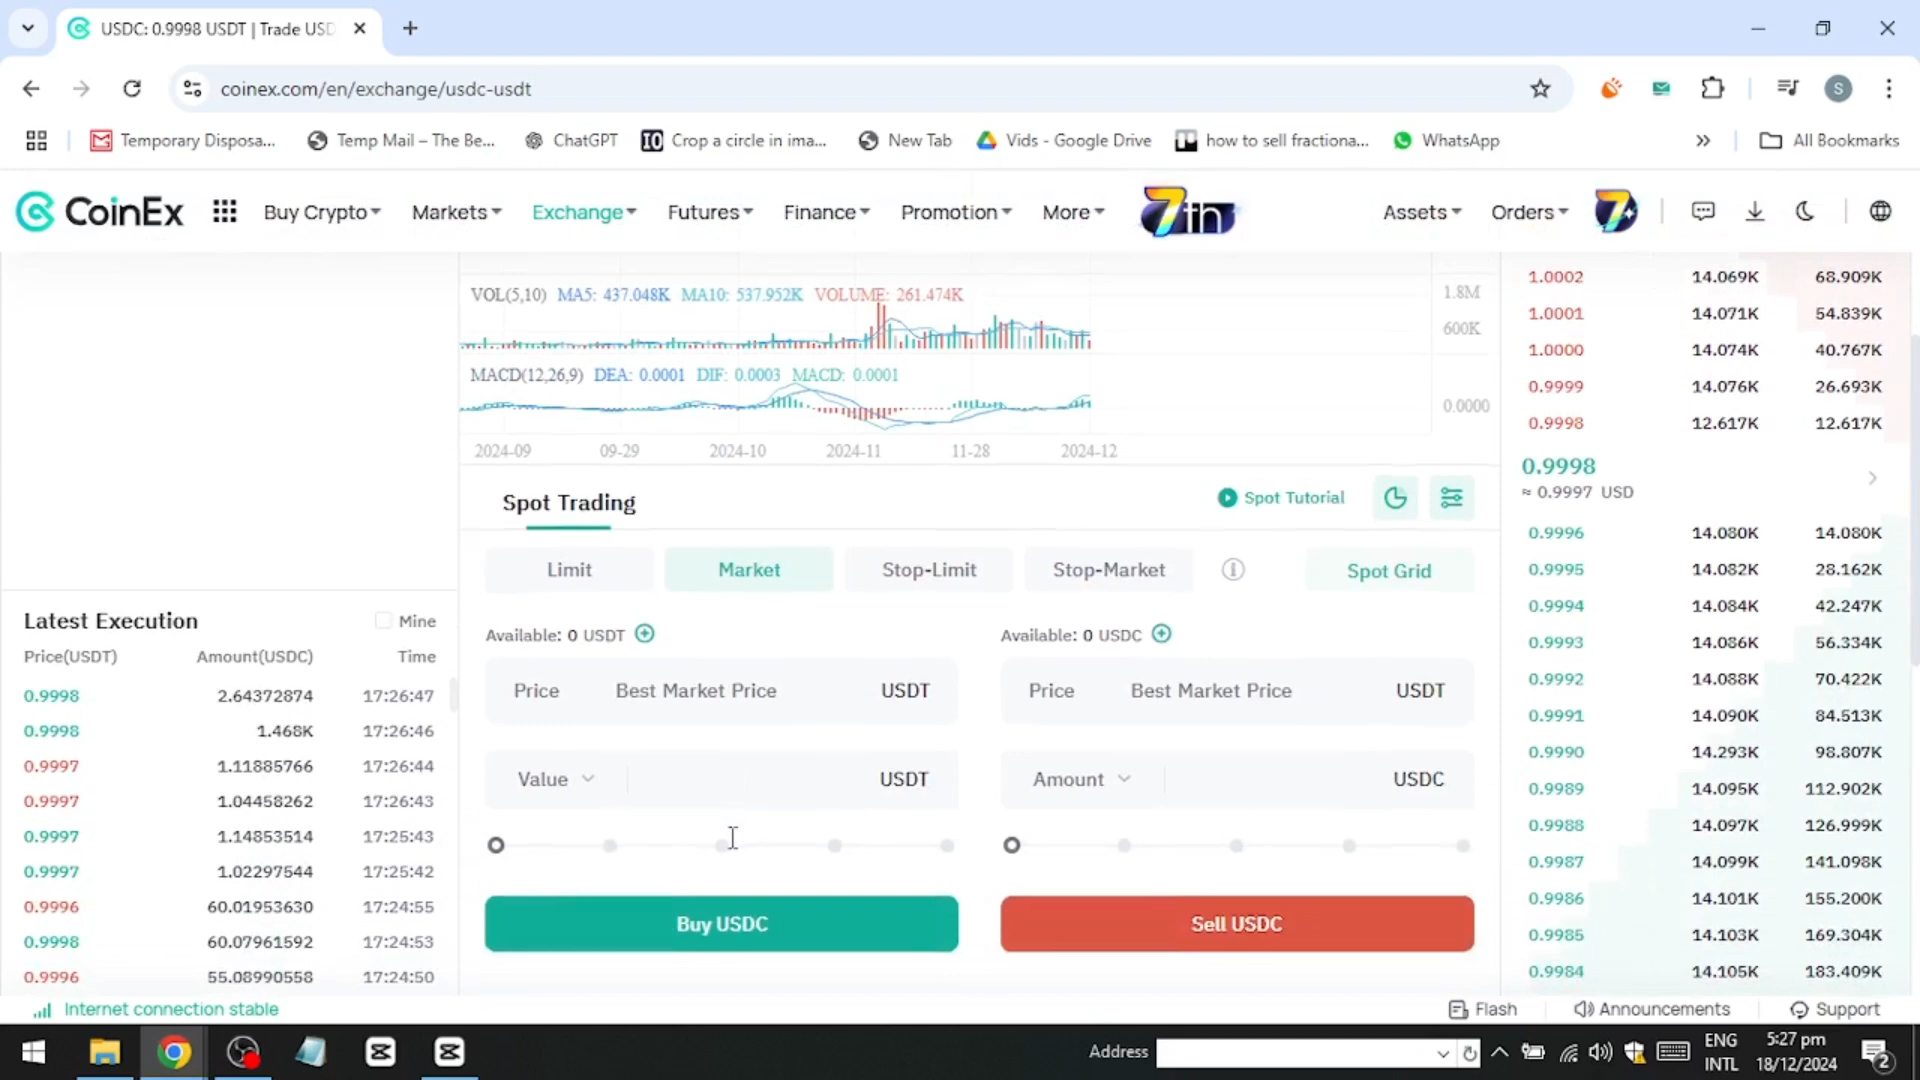 USDC: 0.9998 USDT | Trade USD
coinex.com/en/exchange/usdc-usdt
S
Temporary Disposa...
Temp Mail – The Be...
ChatGPT
Crop a circle in ima...
New Tab
Vids - Google Drive
how to sell fractiona...
WhatsApp
»
All Bookmarks
CoinEx
Buy Crypto
Markets
Exchange
Futures
Finance
Promotion
More
7th
Assets
Orders
7
VOL(5,10) MA5: 437.048K MA10: 537.952K VOLUME: 261.474K
1.8M
600K
MACD(12,26,9) DEA: 0.0001 DIF: 0.0003 MACD: 0.0001
0.0000
2024-09 09-29 2024-10 2024-11 11-28 2024-12
Spot Trading
Spot Tutorial
Limit
Market
Stop-Limit
Stop-Market
Spot Grid
Available: 0 USDT
Price Best Market Price USDT
Value USDT
Buy USDC
Available: 0 USDC
Price Best Market Price USDT
Amount USDC
Sell USDC
Latest Execution
Mine
Price(USDT) Amount(USDC) Time
0.9998 2.64372874 17:26:47
0.9998 1.468K 17:26:46
0.9997 1.11885766 17:26:44
0.9997 1.04458262 17:26:43
0.9997 1.14853514 17:25:43
0.9997 1.02297544 17:25:42
0.9996 60.01953630 17:24:55
0.9998 60.07961592 17:24:53
0.9996 55.08990558 17:24:50
1.0002 14.069K 68.909K
1.0001 14.071K 54.839K
1.0000 14.074K 40.767K
0.9999 14.076K 26.693K
0.9998 12.617K 12.617K
0.9998
≈ 0.9997 USD
0.9996 14.080K 14.080K
0.9995 14.082K 28.162K
0.9994 14.084K 42.247K
0.9993 14.086K 56.334K
0.9992 14.088K 70.422K
0.9991 14.090K 84.513K
0.9990 14.293K 98.807K
0.9989 14.095K 112.902K
0.9988 14.097K 126.999K
0.9987 14.099K 141.098K
0.9986 14.101K 155.200K
0.9985 14.103K 169.304K
0.9984 14.105K 183.409K
Internet connection stable
Flash
Announcements
Support
Address
ENG
INTL
5:27 pm
18/12/2024
2